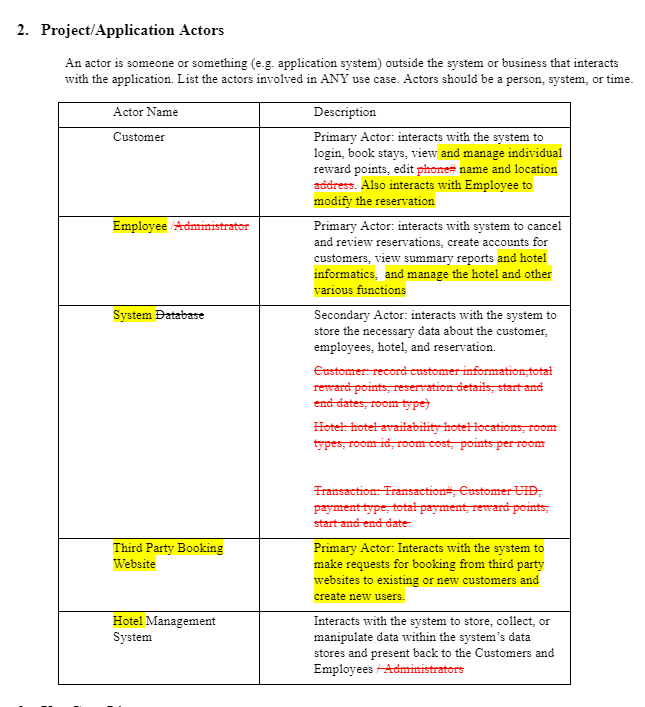 2. Project/Application Actors
An actor is someone or something (e.g. application system) outside the system or business that interacts
with the application. List the actors involved in ANY use case. Actors should be a person, system, or time.
Actor Name
Description
Customer
Primary Actor: interacts with the system to
login, book stays, view and manage individual
reward points, edit phone# name and location
address. Also interacts with Employee to
modify the reservation
Employee /Administrator
Primary Actor: interacts with system to cancel
and review reservations, create accounts for
customers, view summary reports and hotel
informatics, and manage the hotel and other
various functions
System Database
Secondary Actor: interacts with the system to
store the necessary data about the customer,
employees, hotel, and reservation.
Customer: record customer information,total
reward points, reservation details, start and
end dates, room type)
Hotel: hotel availability hotel locations, room
types, room id, room cost, points per room
Transaction: Transaction#, Customer UID,
payment type, total payment, reward points,
start and end date.
Third Party Booking
Website
Primary Actor: Interacts with the system to
make requests for booking from third party
websites to existing or new customers and
create new users.
Hotel Management
System
Interacts with the system to store, collect, or
manipulate data within the system's data
stores and present back to the Customers and
Employees / Administrators